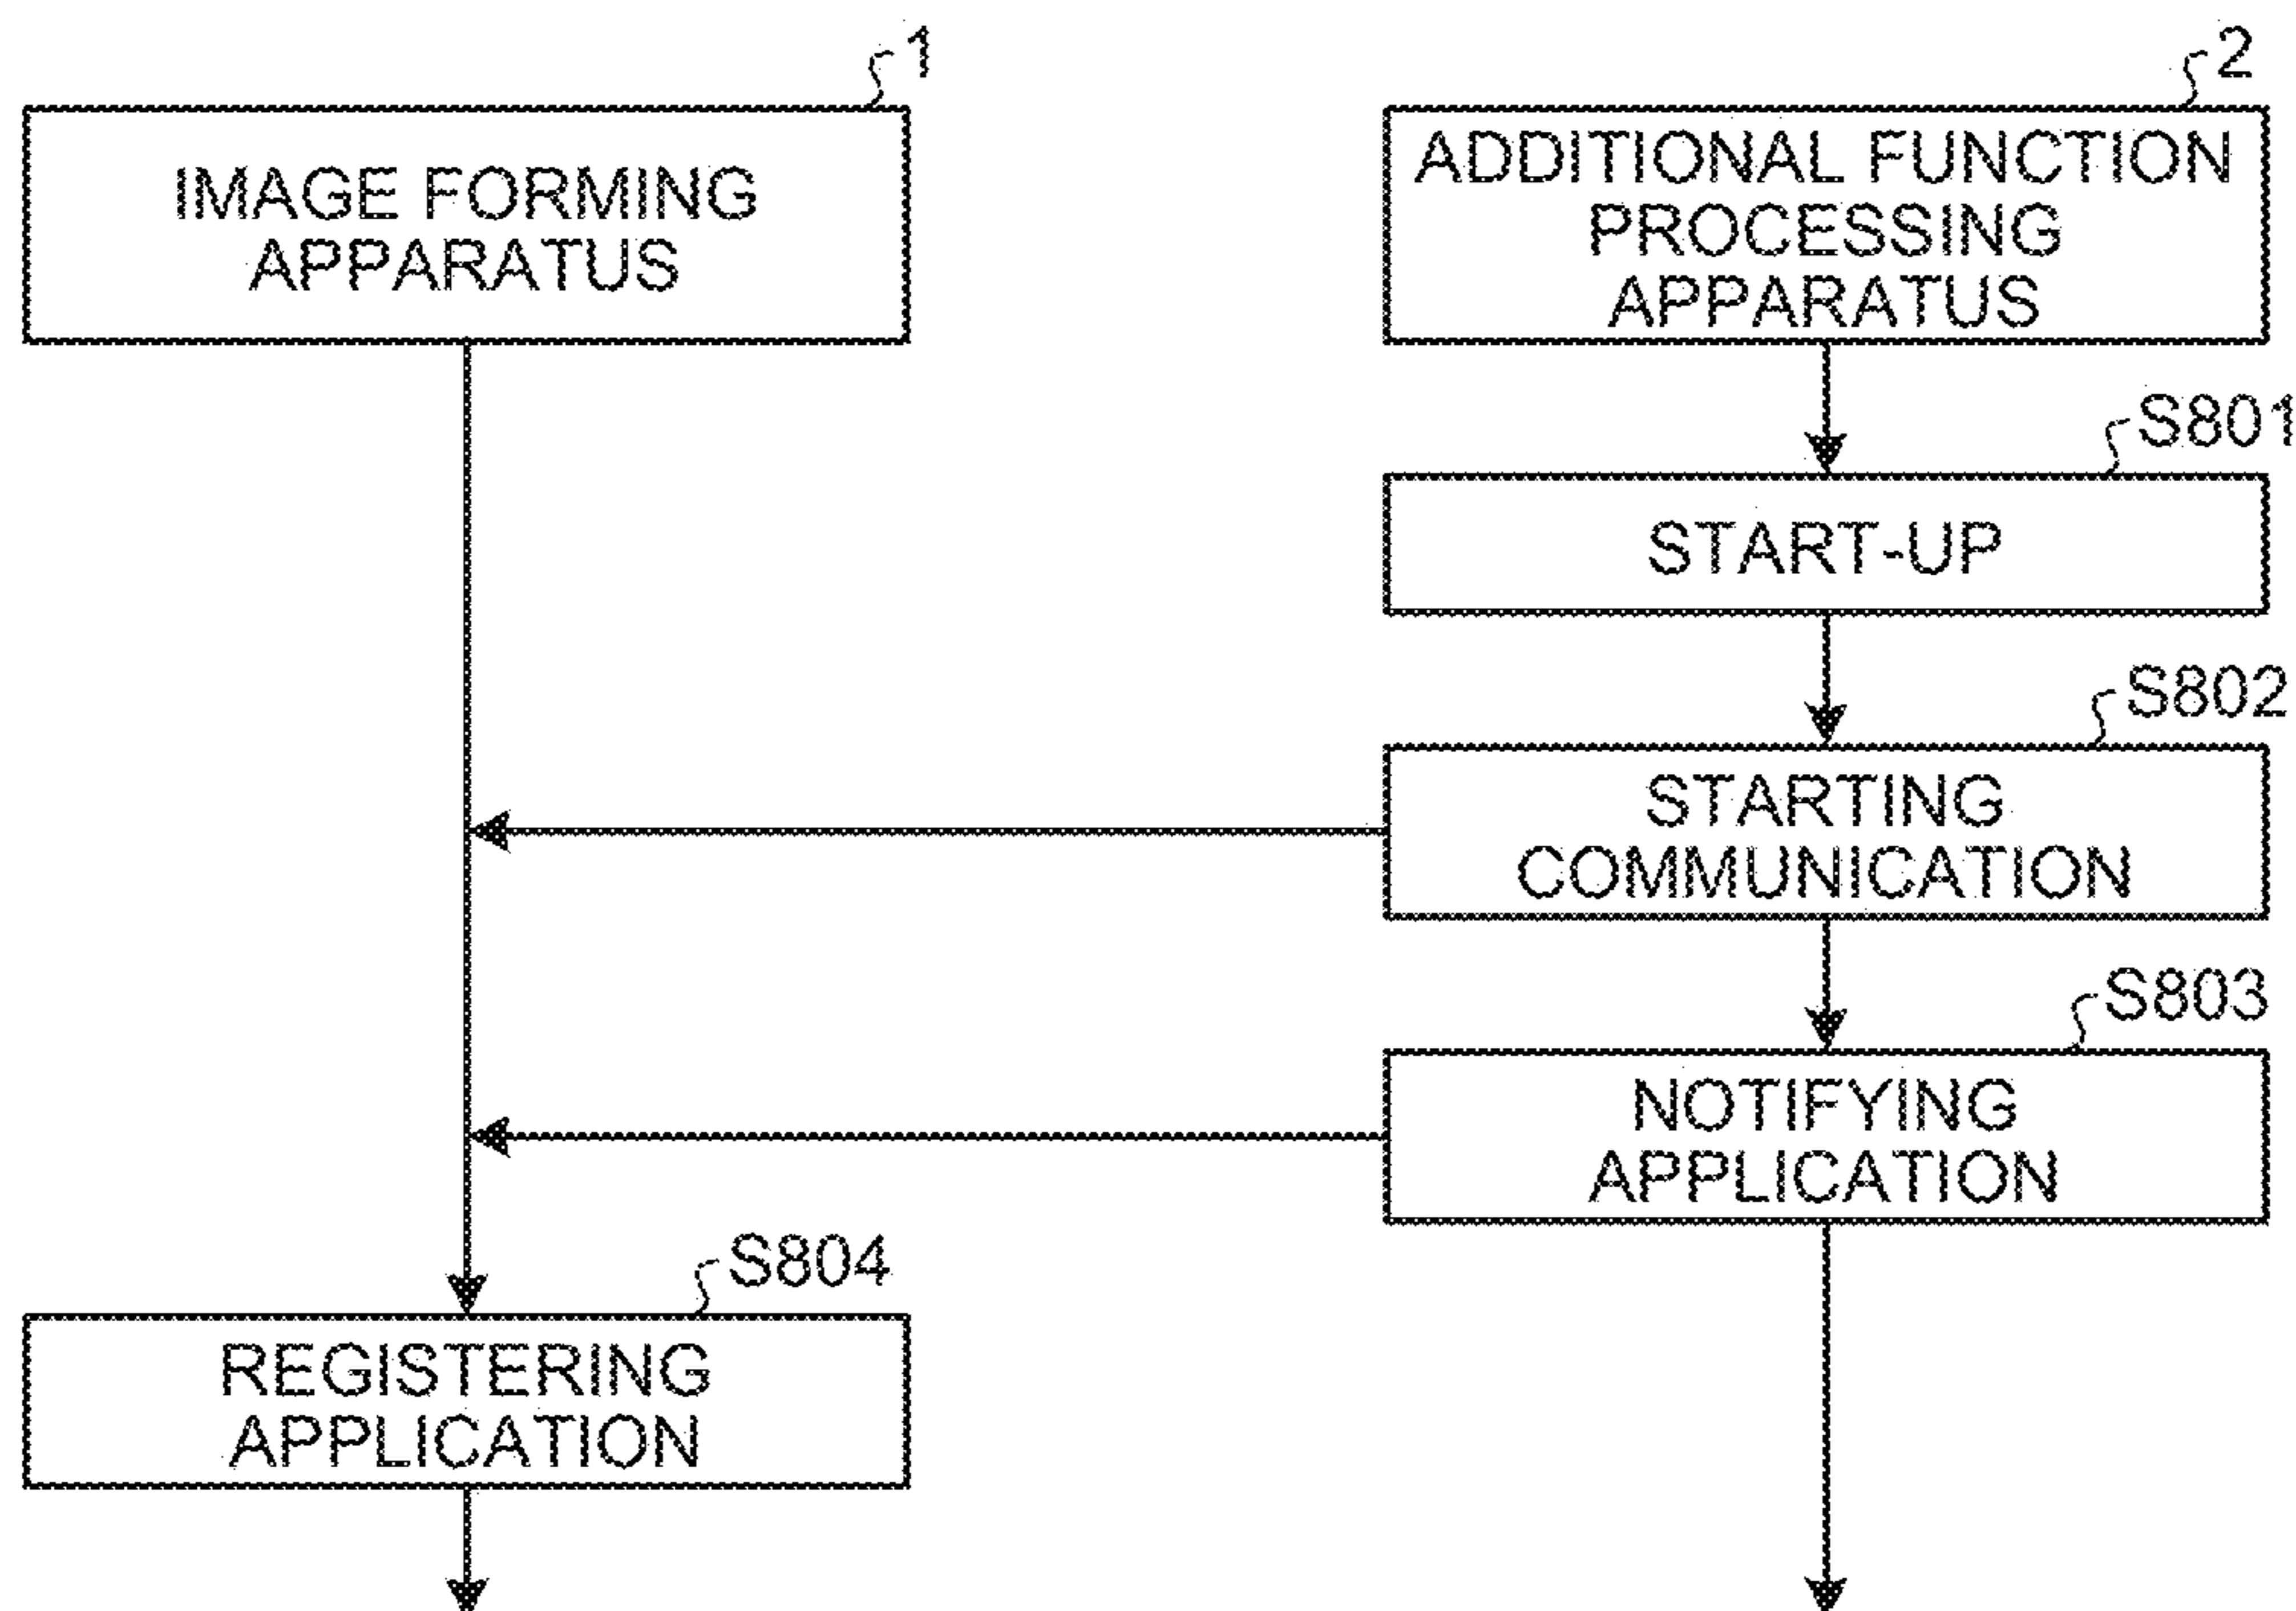 1
IMAGE FORMING
APPARATUS
2
ADDITIONAL FUNCTION
PROCESSING
APPARATUS
S801
START-UP
S802
STARTING
COMMUNICATION
S803
NOTIFYING
APPLICATION
S804
REGISTERING
APPLICATION